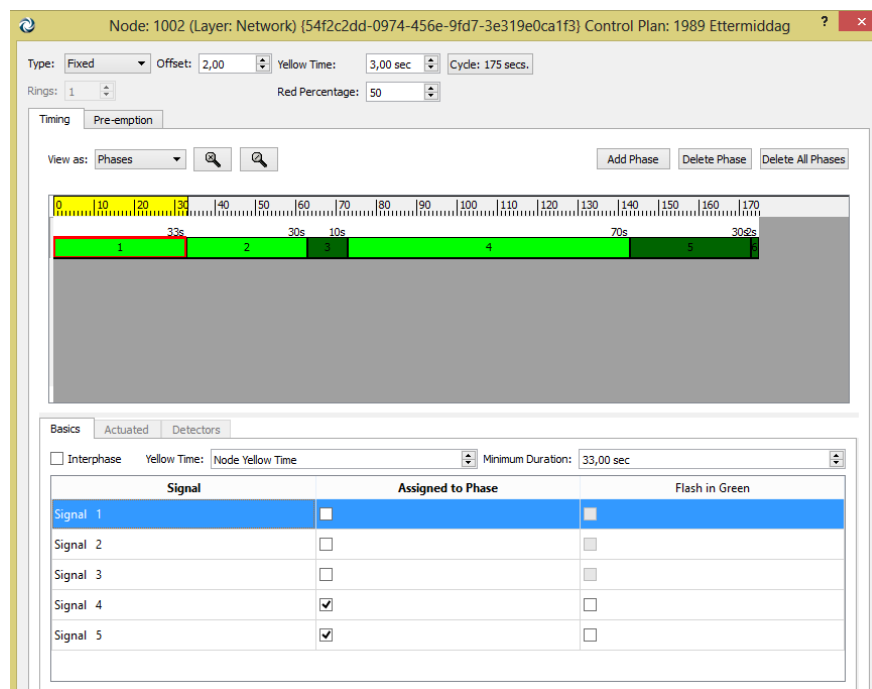 Node: 1002 (Layer: Network) {54f2c2dd-0974-456e-9fd7-3e319e0ca1f3} Control Plan: 1989 Ettermiddag ? ×
Type: Fixed Offset: 2,00 Yellow Time: 3,00 sec Cycle: 175 secs.
Rings: 1 Red Percentage: 50
Timing Pre-emption
View as: Phases Add Phase Delete Phase Delete All Phases
0 10 20 30 40 50 60 70 80 90 100 110 120 130 140 150 160 170
33s 30s 10s 70s 30s 2s
1 2 3 4 5 6
Basics Actuated Detectors
Interphase Yellow Time: Node Yellow Time Minimum Duration: 33,00 sec
Signal Assigned to Phase Flash in Green
Signal 1
Signal 2
Signal 3
Signal 4
Signal 5